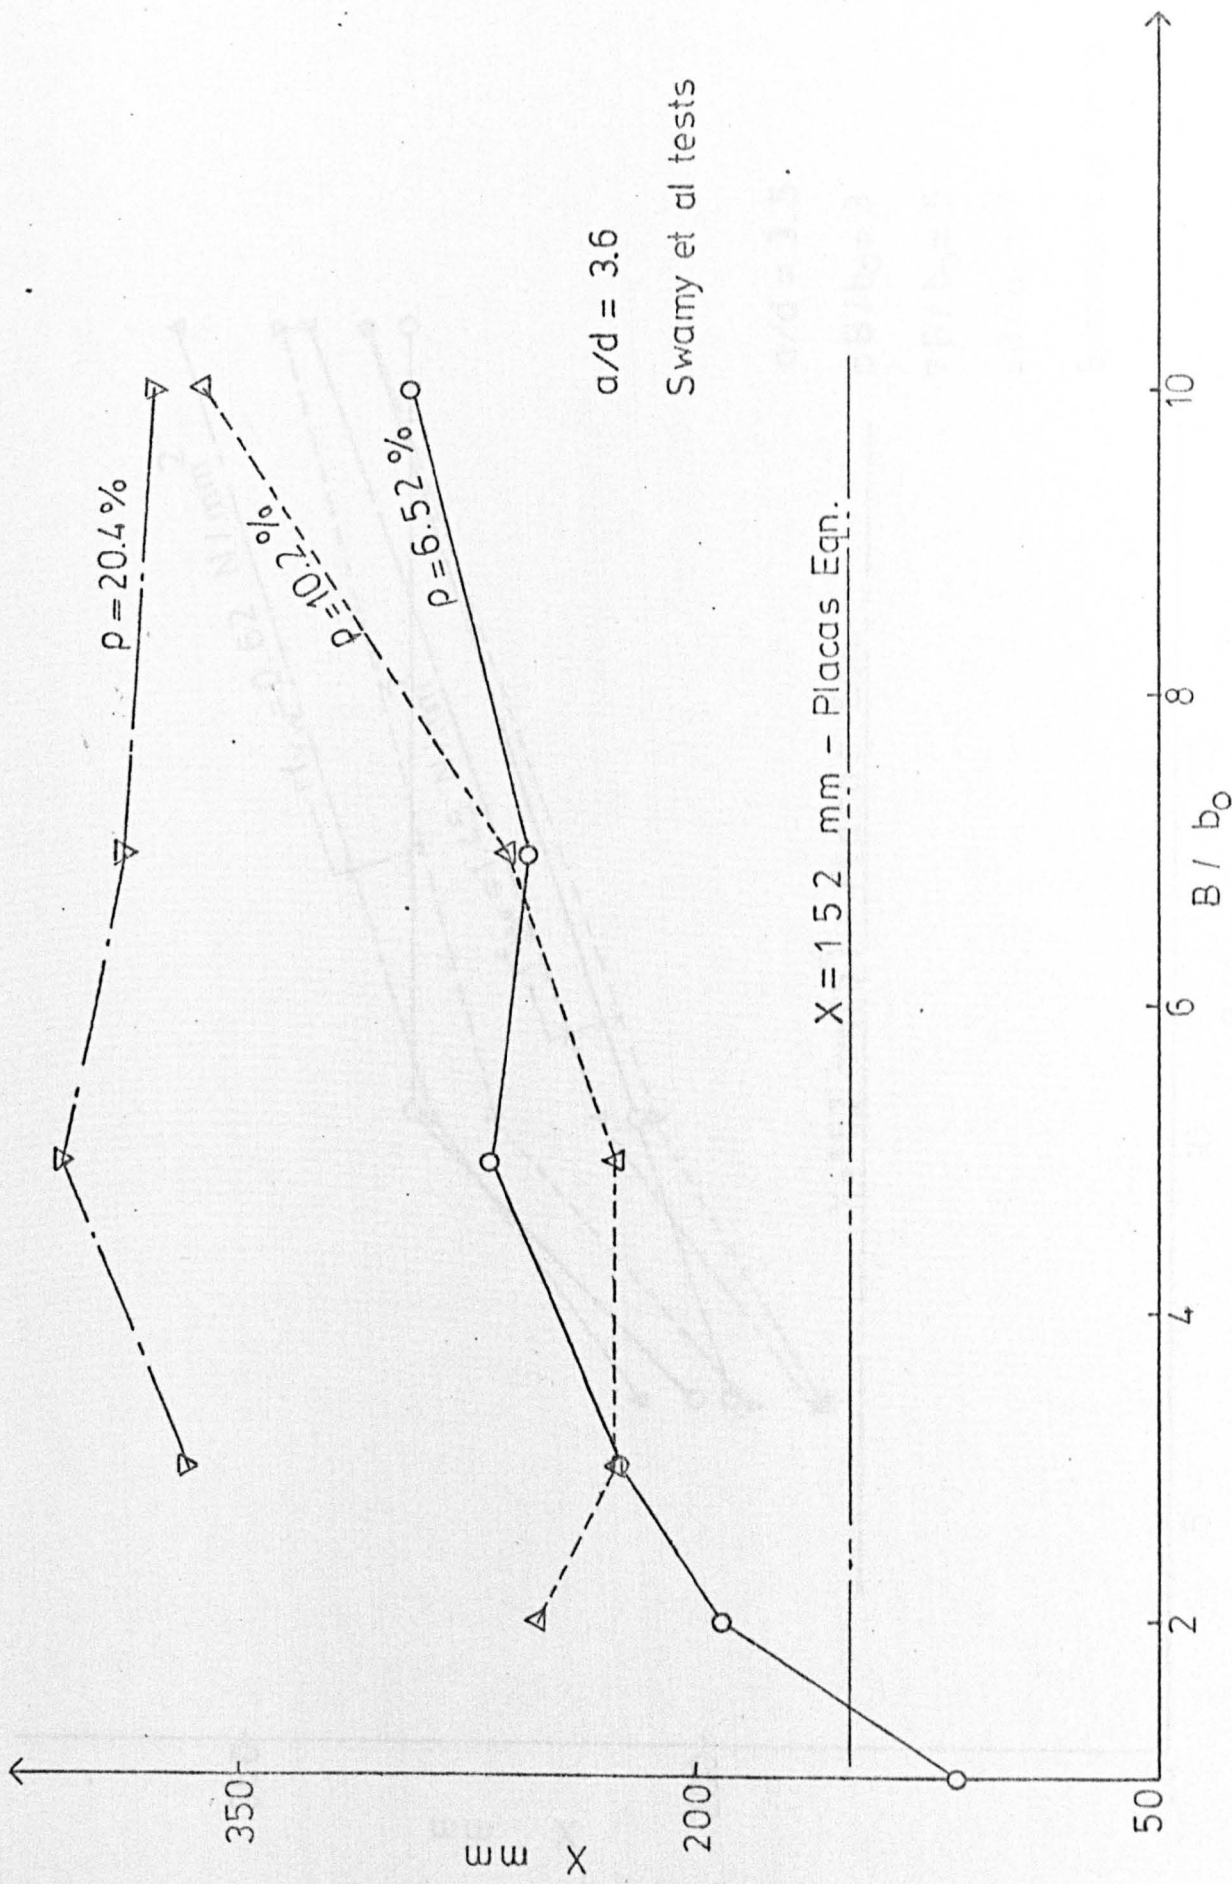 350
200
50
X
mm
2
4
6
8
10
B / b₀
ρ = 20.4 %
ρ = 10.2 %
ρ = 6.52 %
a/d = 3.6
Swamy et al tests
X = 152 mm – Placas Eqn.